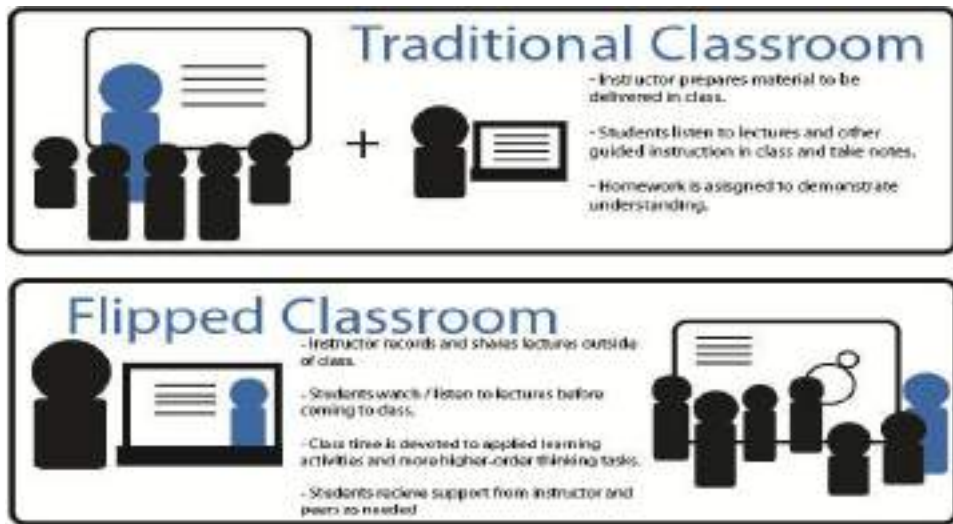 Traditional Classroom
- Instructor prepares material to be
delivered in class.
- Students listen to lectures and other
guided instruction in class and take notes.
- Homework is asisgned to demonstrate
understanding.
Flipped Classroom
- Instructor records and shares lectures outside
of class.
- Students watch / listen to lectures before
coming to class.
- Class time is devoted to applied learning
activities and more higher-order thinking tasks.
- Students recieve support from instructor and
peers as needed